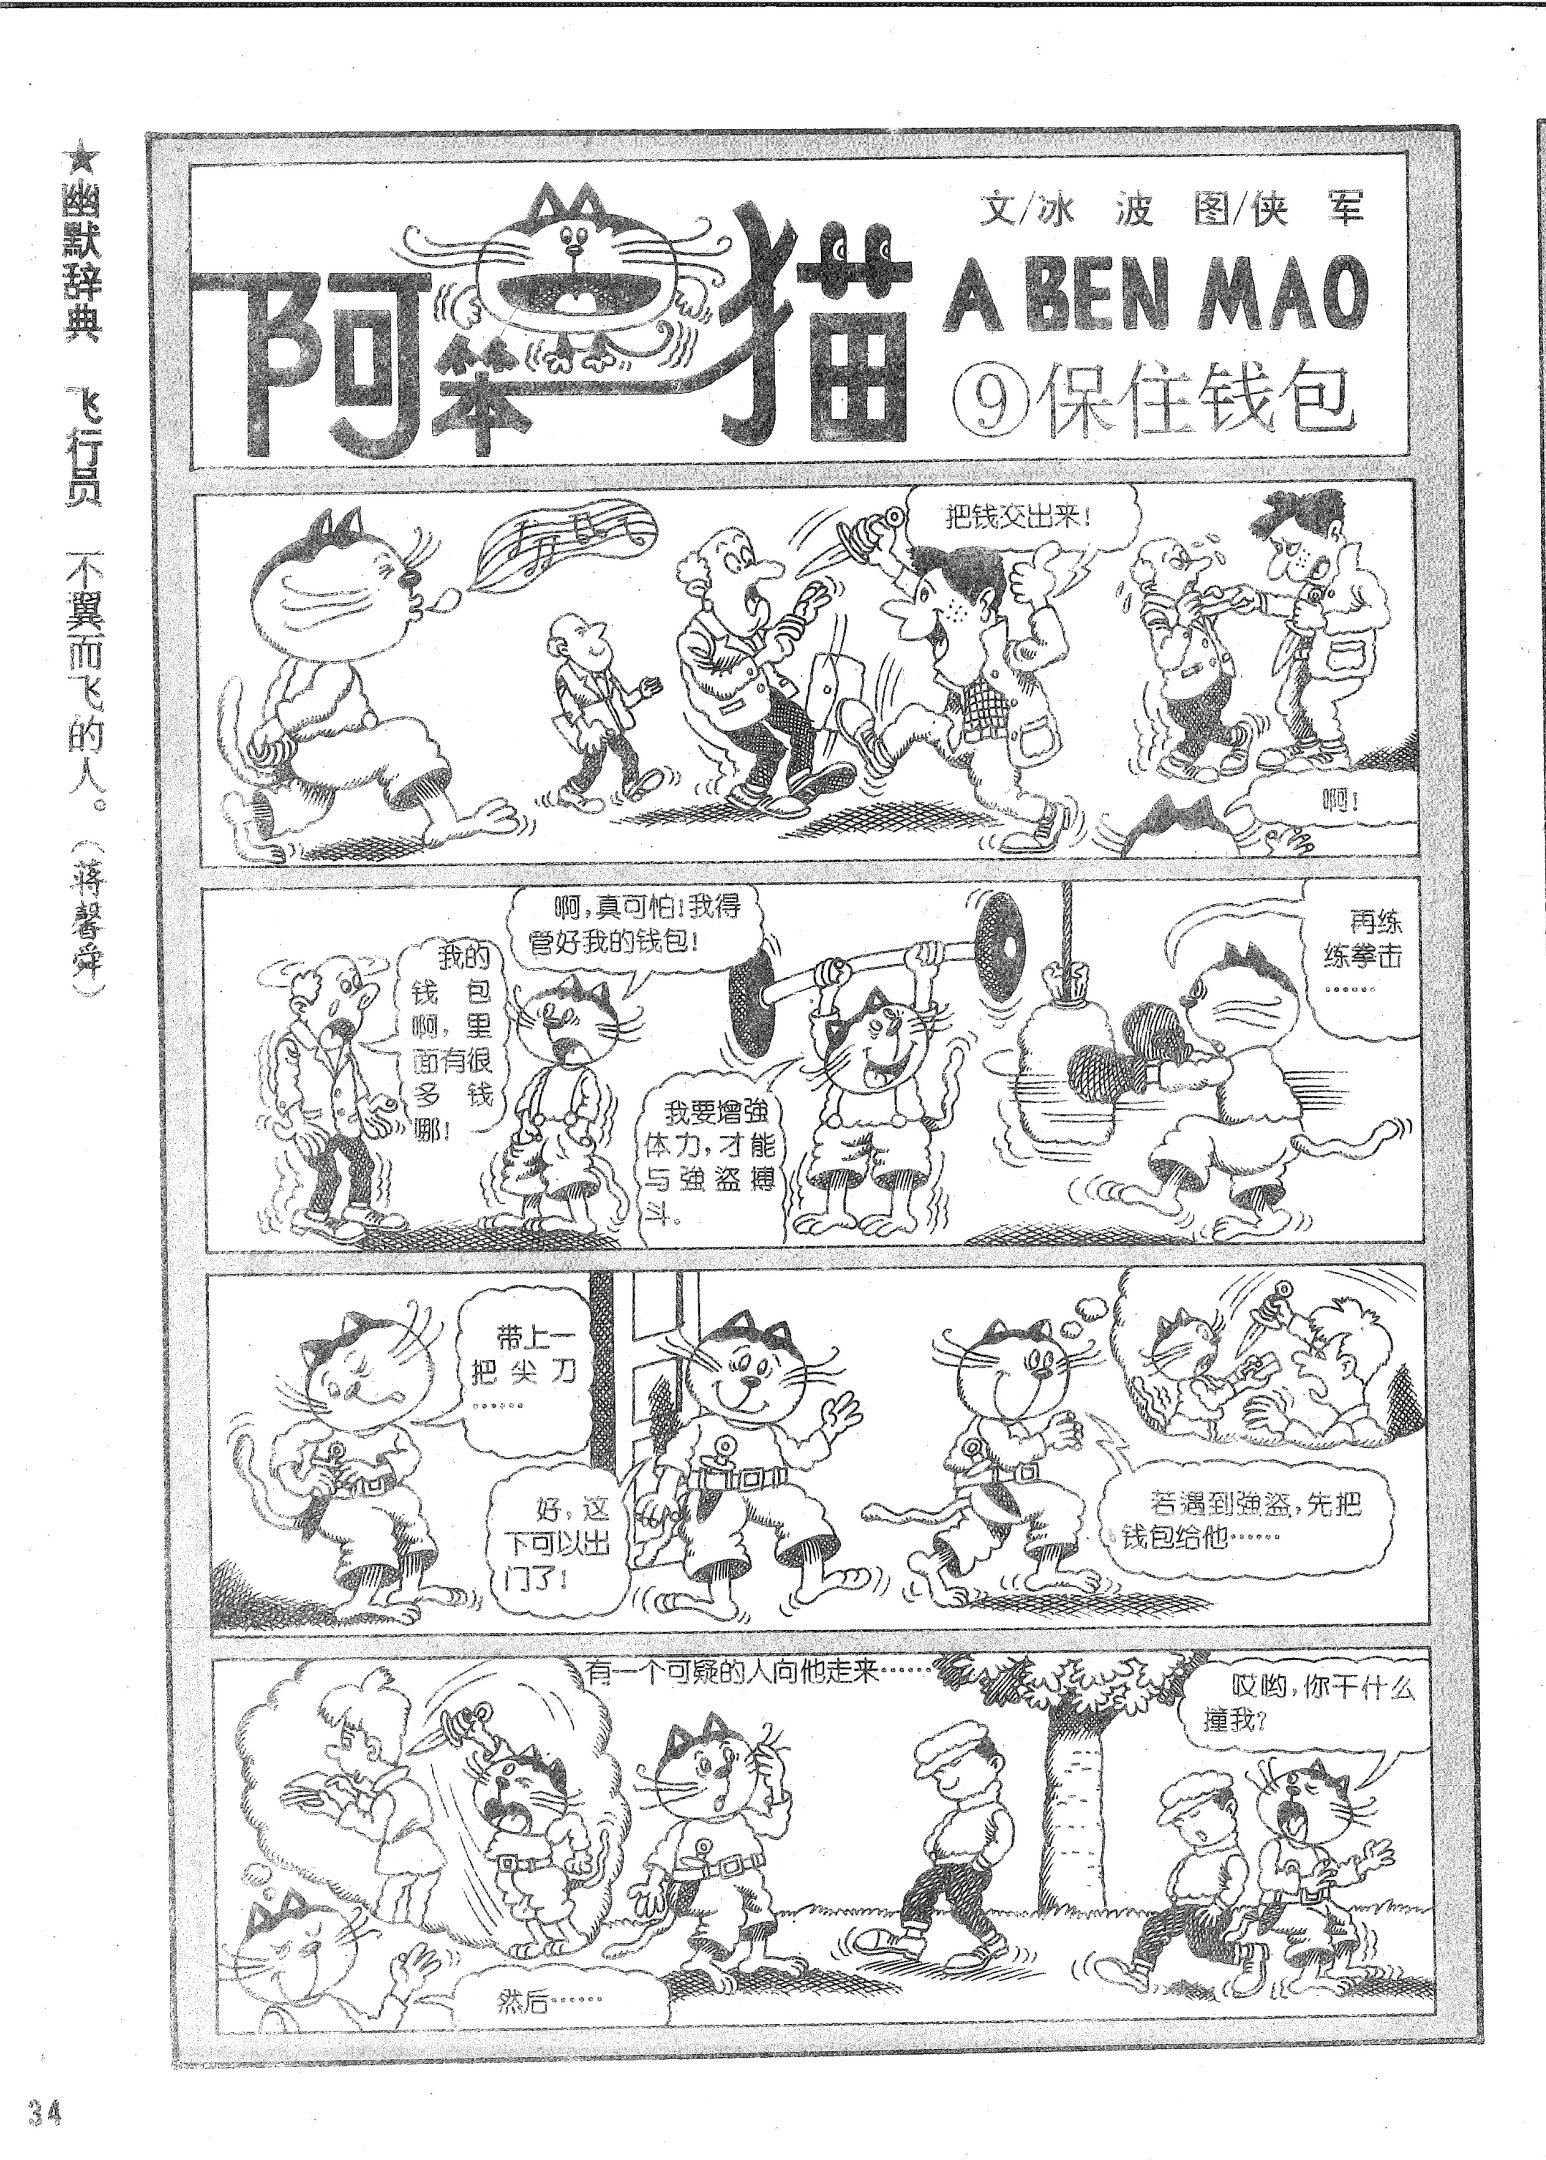 ★幽默辞典　飞行员　不翼而飞的人。（蒋馨舜）
文/冰　波　图/侠　军
阿笨猫
A BEN MAO
⑨保住钱包
把钱交出来！
啊！
我的
钱包
啊，里
面有很
多钱
哪！
啊，真可怕！我得
管好我的钱包！
我要增強
体力，才能
与強盗搏
斗。
再练
练拳击
……
带上一
把尖刀
……
好，这
下可以出
门了！
若遇到強盗，先把
钱包给他……
然后……
有一个可疑的人向他走来……
哎哟，你干什么
撞我？
34